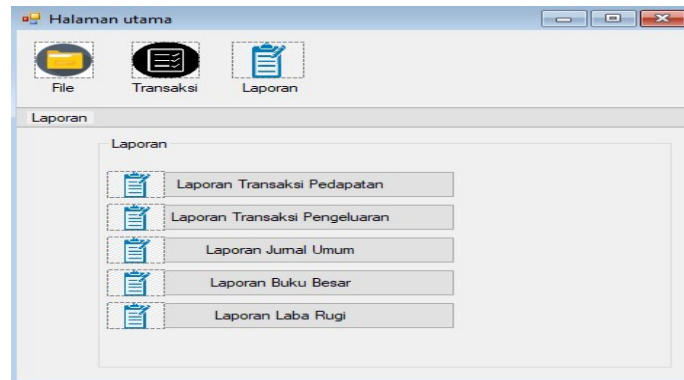 Halaman utama
File Transaksi Laporan
Laporan
Laporan
Laporan Transaksi Pedapatan
Laporan Transaksi Pengeluaran
Laporan Jurnal Umum
Laporan Buku Besar
Laporan Laba Rugi